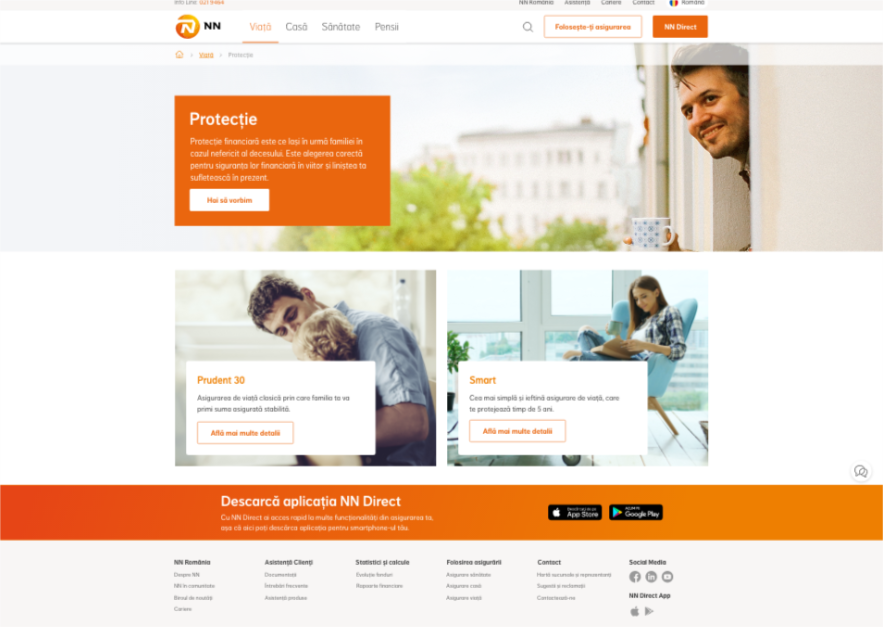 Info Line 021 9464
NN România Asistență Cariere Contact Română
NN Viață Casă Sănătate Pensii Folosește-ți asigurarea NN Direct
Viață > Protecție
Protecție
Protecție financiară este ce lași în urmă familiei în
cazul nefericit al decesului. Este alegerea corectă
pentru siguranța lor financiară în viitor și liniștea ta
sufletească în prezent.
Hai să vorbim
Prudent 30
Asigurarea de viață clasică prin care familia ta va
primi suma asigurată stabilită.
Află mai multe detalii
Smart
Cea mai simplă și ieftină asigurare de viață, care
te protejează timp de 5 ani.
Află mai multe detalii
Descarcă aplicația NN Direct
Cu NN Direct ai acces rapid la multe funcționalități din asigurarea ta,
așa că aici poți descărca aplicația pentru smartphone-ul tău.
App Store
Google Play
NN România
Despre NN
NN în comunitate
Biroul de noutăți
Cariere
Asistență Clienți
Documentații
Întrebări frecvente
Asistență produse
Statistici și calcule
Evoluție fonduri
Rapoarte financiare
Folosirea asigurării
Asigurare sănătate
Asigurare casă
Asigurare viață
Contact
Hartă sucursale și reprezentanți
Sugestii și reclamații
Contactează-ne
Social Media
NN Direct App